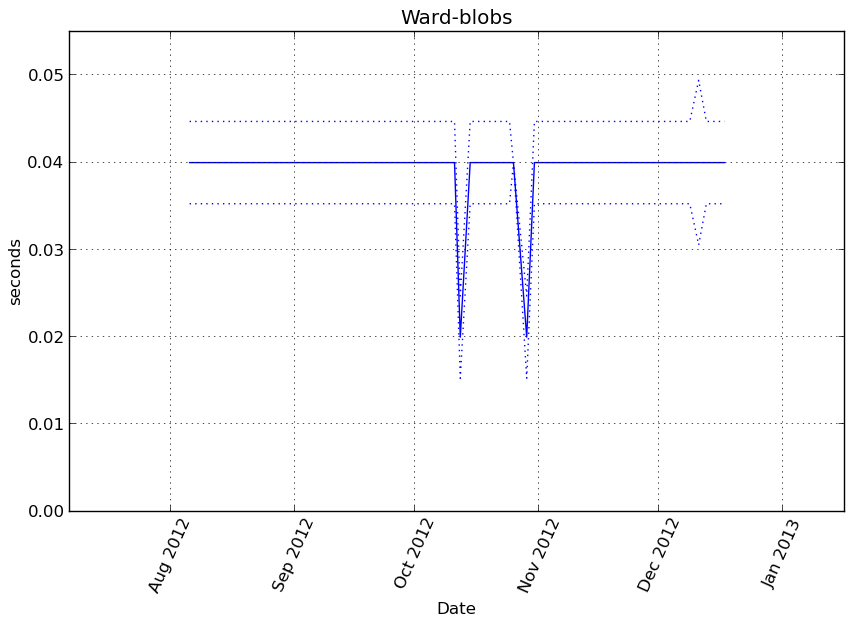 Ward-blobs
0.05
0.04
0.03
0.02
0.01
0.00
seconds
Aug 2012
Sep 2012
Oct 2012
Nov 2012
Dec 2012
Jan 2013
Date